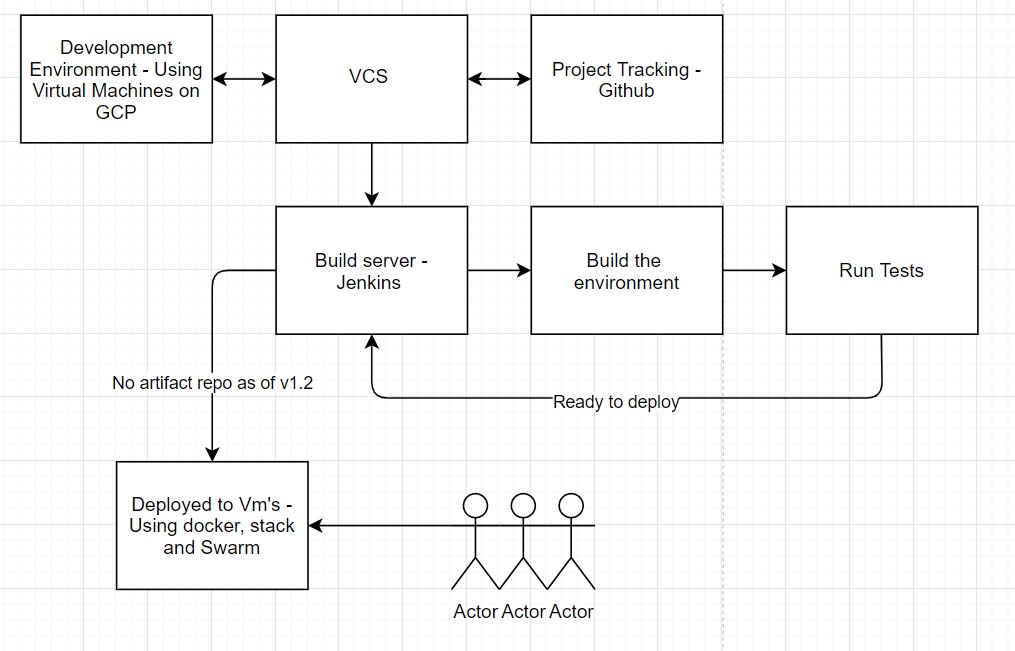 Development
Environment - Using
Virtual Machines on
GCP
VCS
Project Tracking -
Github
Build server -
Jenkins
Build the
environment
Run Tests
No artifact repo as of v1.2
Ready to deploy
Deployed to Vm's -
Using docker, stack
and Swarm
Actor Actor Actor